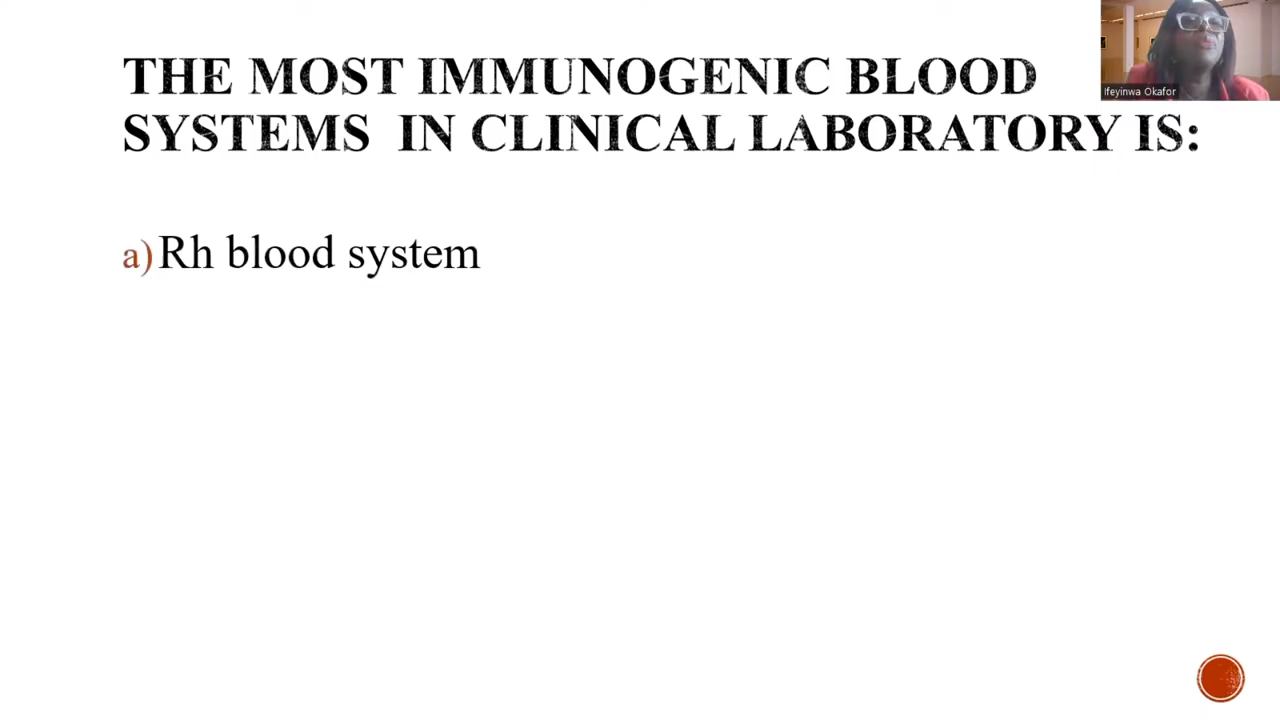 THE MOST IMMUNOGENIC BLOOD
SYSTEMS IN CLINICAL LABORATORY IS:
Ifeyinwa Okafor
a) Rh blood system